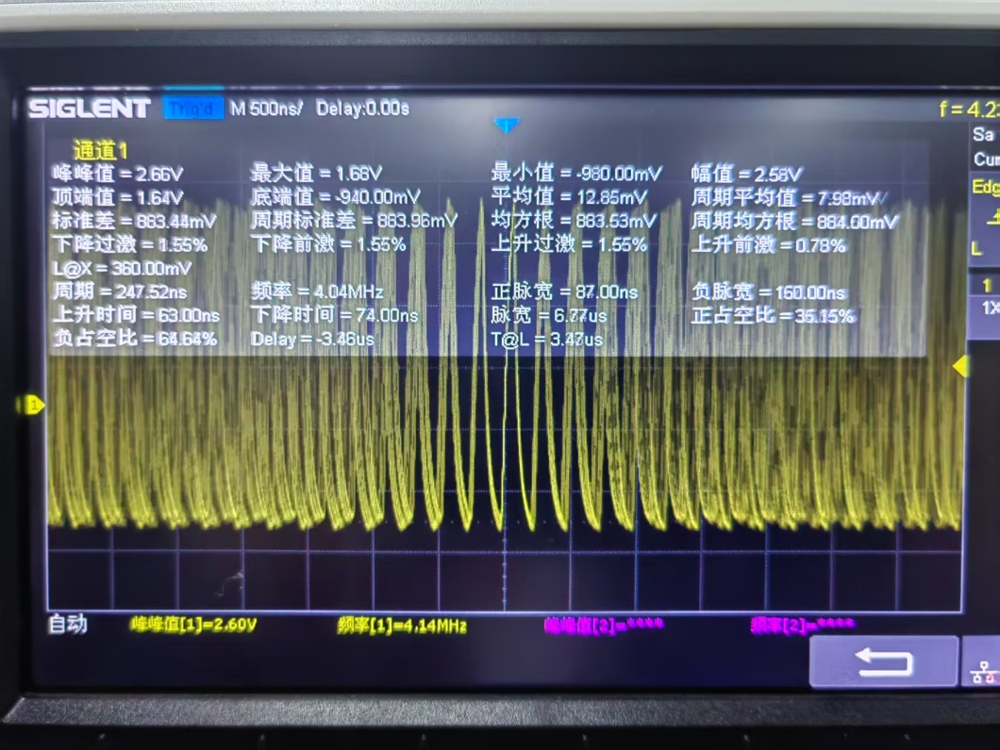 SIGLENT Trig'd M 500ns/ Delay:0.00s f = 4.2
Sa
Cur
通道1
峰峰值 = 2.66V 最大值 = 1.68V 最小值 = -980.00mV 幅值 = 2.58V
Edg
顶端值 = 1.64V 底端值 = -940.00mV 平均值 = 12.85mV 周期平均值 = 7.98mV
标准差 = 883.44mV 周期标准差 = 883.96mV 均方根 = 883.53mV 周期均方根 = 884.00mV
下降过激 = 1.55% 下降前激 = 1.55% 上升过激 = 1.55% 上升前激 = 0.78%
L
L@X = 360.00mV
周期 = 247.52ns 频率 = 4.04MHz 正脉宽 = 87.00ns 负脉宽 = 160.00ns
1
上升时间 = 63.00ns 下降时间 = 74.00ns 脉宽 = 6.77us 正占空比 = 35.15%
1X
负占空比 = 64.64% Delay = -3.46us T@L = 3.47us
1
自动 峰峰值[1]=2.60V 频率[1]=4.14MHz 峰峰值[2]=**** 频率[2]=****